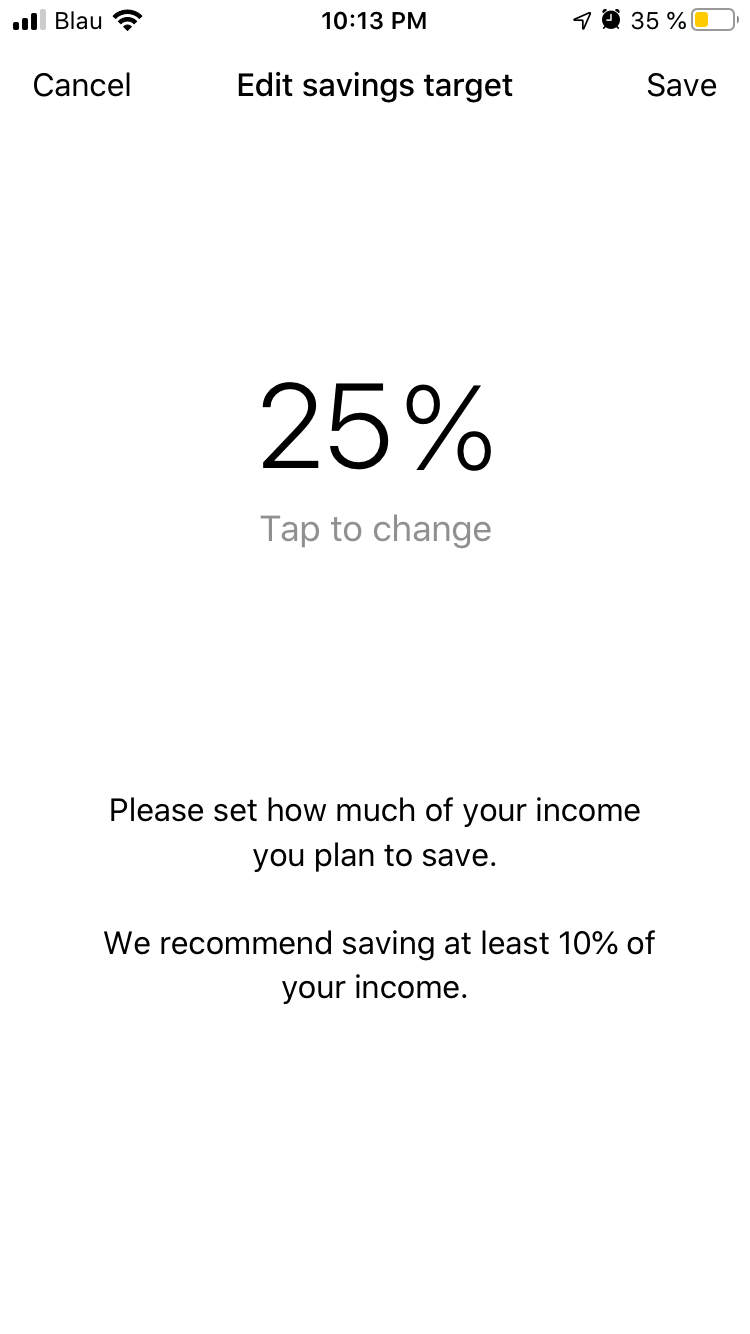 Blau 10:13 PM 35 %
Cancel Edit savings target Save
25%
Tap to change
Please set how much of your income
you plan to save.
We recommend saving at least 10% of
your income.